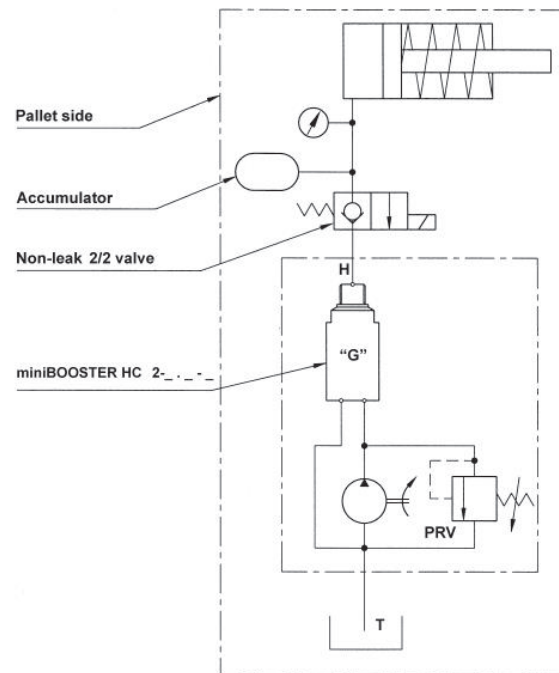 Pallet side
Accumulator
Non-leak 2/2 valve
H
"G"
miniBOOSTER HC 2-_ . _ - _
PRV
T